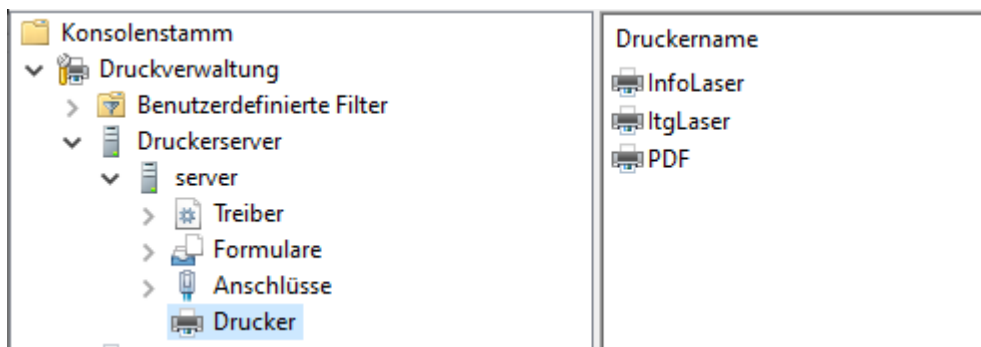 Konsolenstamm
Druckverwaltung
Benutzerdefinierte Filter
Druckerserver
server
Treiber
Formulare
Anschlüsse
Drucker
Druckername
InfoLaser
ItgLaser
PDF